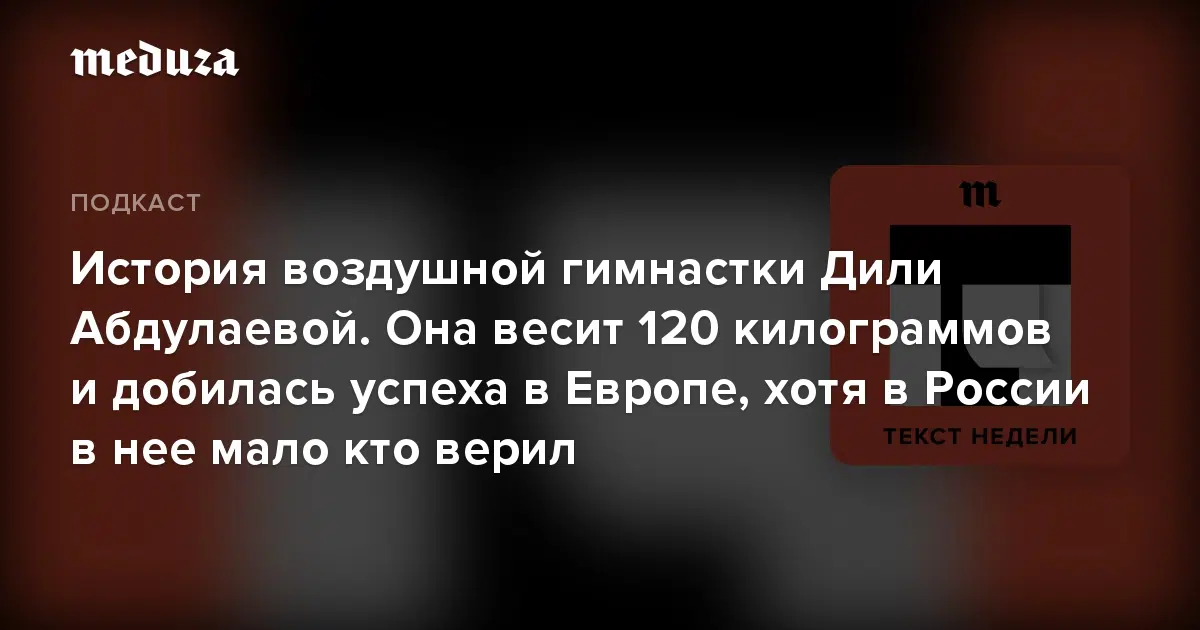 meduza
ПОДКАСТ
История воздушной гимнастки Дили
Абдулаевой. Она весит 120 килограммов
и добилась успеха в Европе, хотя в России
в нее мало кто верил
m
ТЕКСТ НЕДЕЛИ